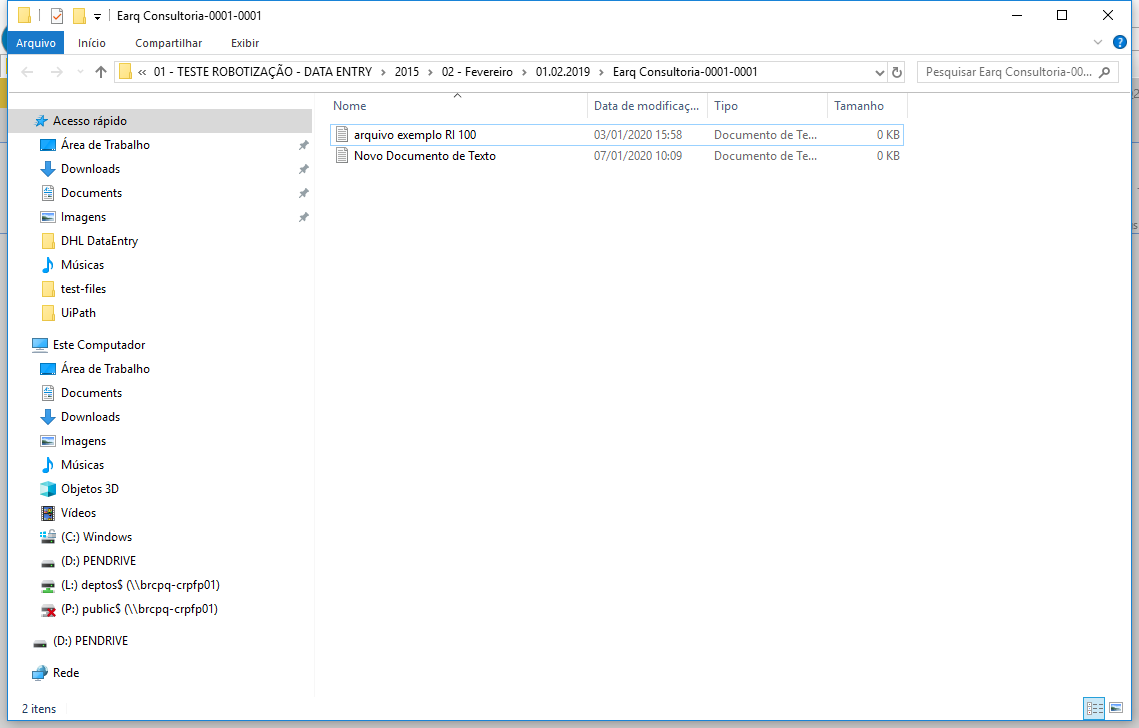 Earq Consultoria-0001-0001
Arquivo Início Compartilhar Exibir ?
« 01 - TESTE ROBOTIZAÇÃO - DATA ENTRY > 2015 > 02 - Fevereiro > 01.02.2019 > Earq Consultoria-0001-0001 Pesquisar Earq Consultoria-00...
Nome Data de modificaç... Tipo Tamanho
arquivo exemplo RI 100 03/01/2020 15:58 Documento de Te... 0 KB
Novo Documento de Texto 07/01/2020 10:09 Documento de Te... 0 KB
Acesso rápido
Área de Trabalho
Downloads
Documents
Imagens
DHL DataEntry
Músicas
test-files
UiPath
Este Computador
Área de Trabalho
Documents
Downloads
Imagens
Músicas
Objetos 3D
Vídeos
(C:) Windows
(D:) PENDRIVE
(L:) deptos$ (\\brcpq-crpfp01)
(P:) public$ (\\brcpq-crpfp01)
(D:) PENDRIVE
Rede
2 itens